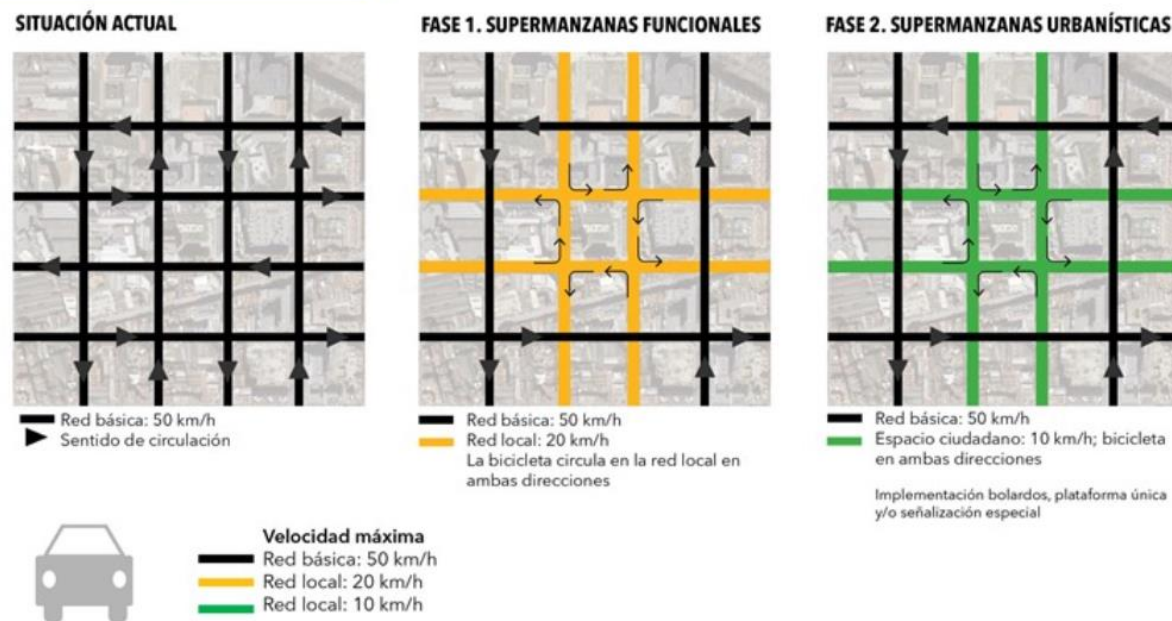 SITUACIÓN ACTUAL
Red básica: 50 km/h
Sentido de circulación
FASE 1. SUPERMANZANAS FUNCIONALES
Red básica: 50 km/h
Red local: 20 km/h
La bicicleta circula en la red local en
ambas direcciones
FASE 2. SUPERMANZANAS URBANÍSTICAS
Red básica: 50 km/h
Espacio ciudadano: 10 km/h; bicicleta
en ambas direcciones
Implementación bolardos, plataforma única
y/o señalización especial
Velocidad máxima
Red básica: 50 km/h
Red local: 20 km/h
Red local: 10 km/h